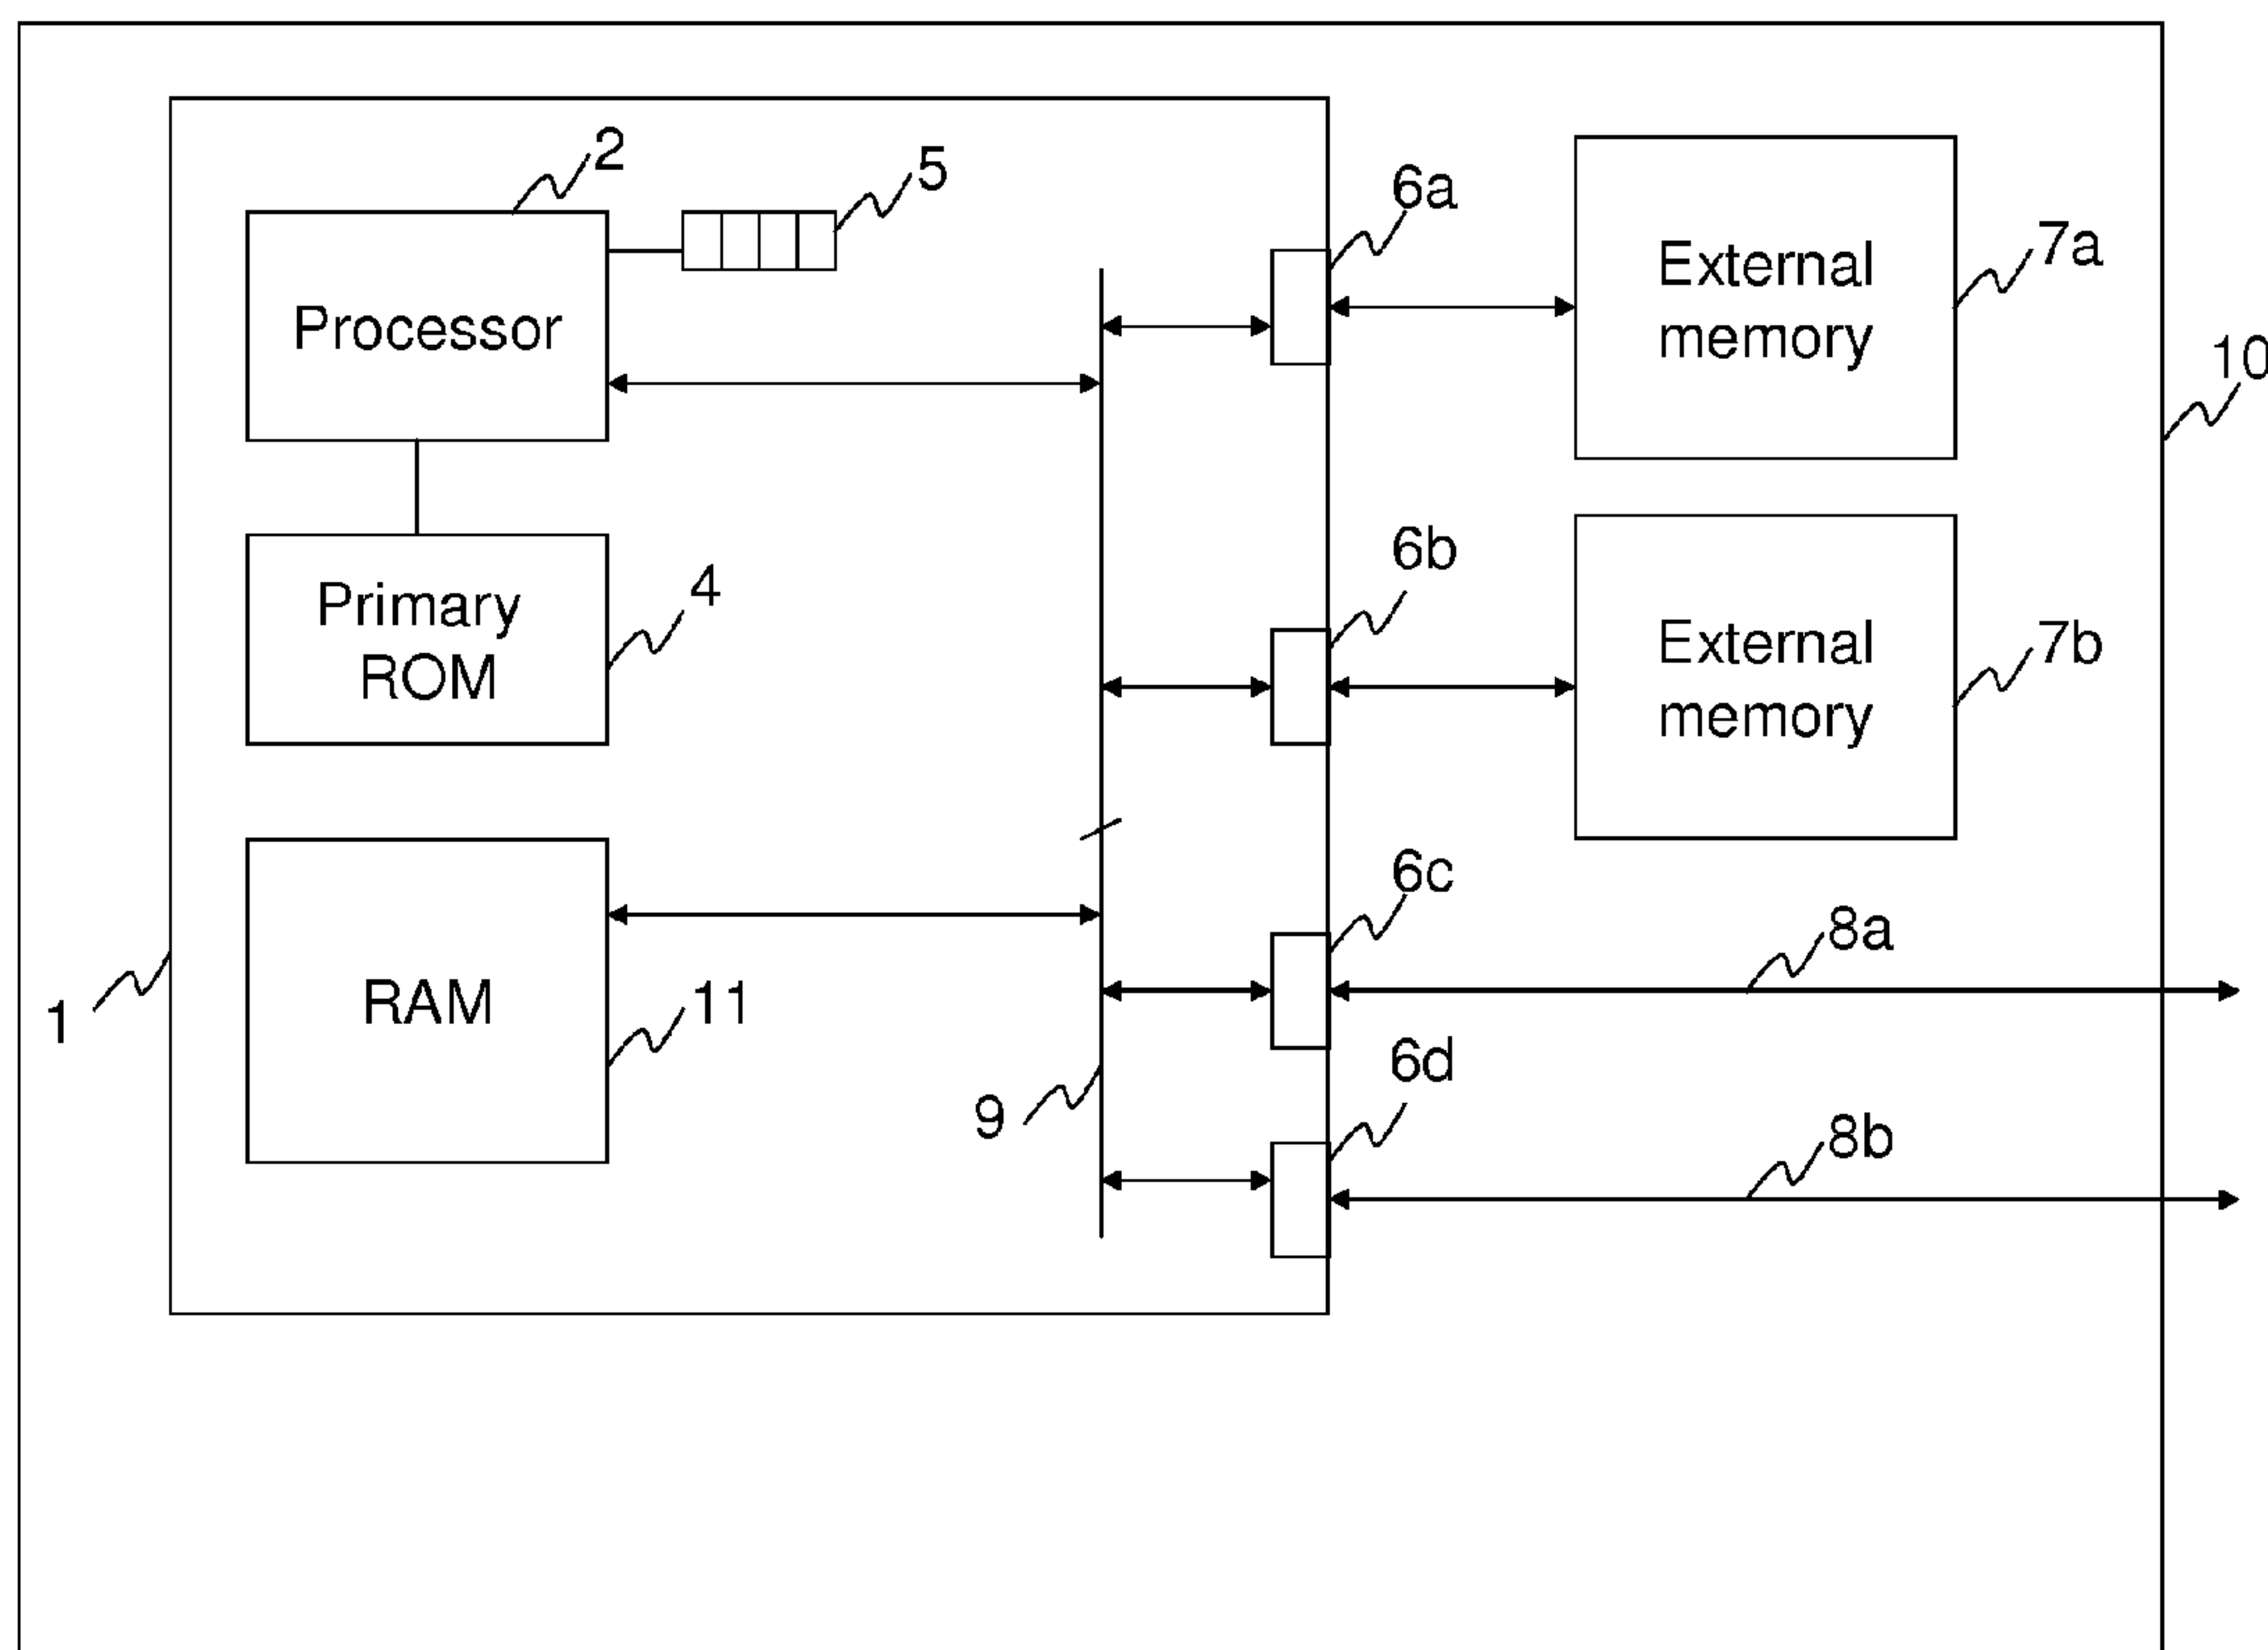 2
5
6a
External
memory
7a
Processor
10
Primary
ROM
4
6b
External
memory
7b
6c
8a
RAM
11
1
6d
9
8b